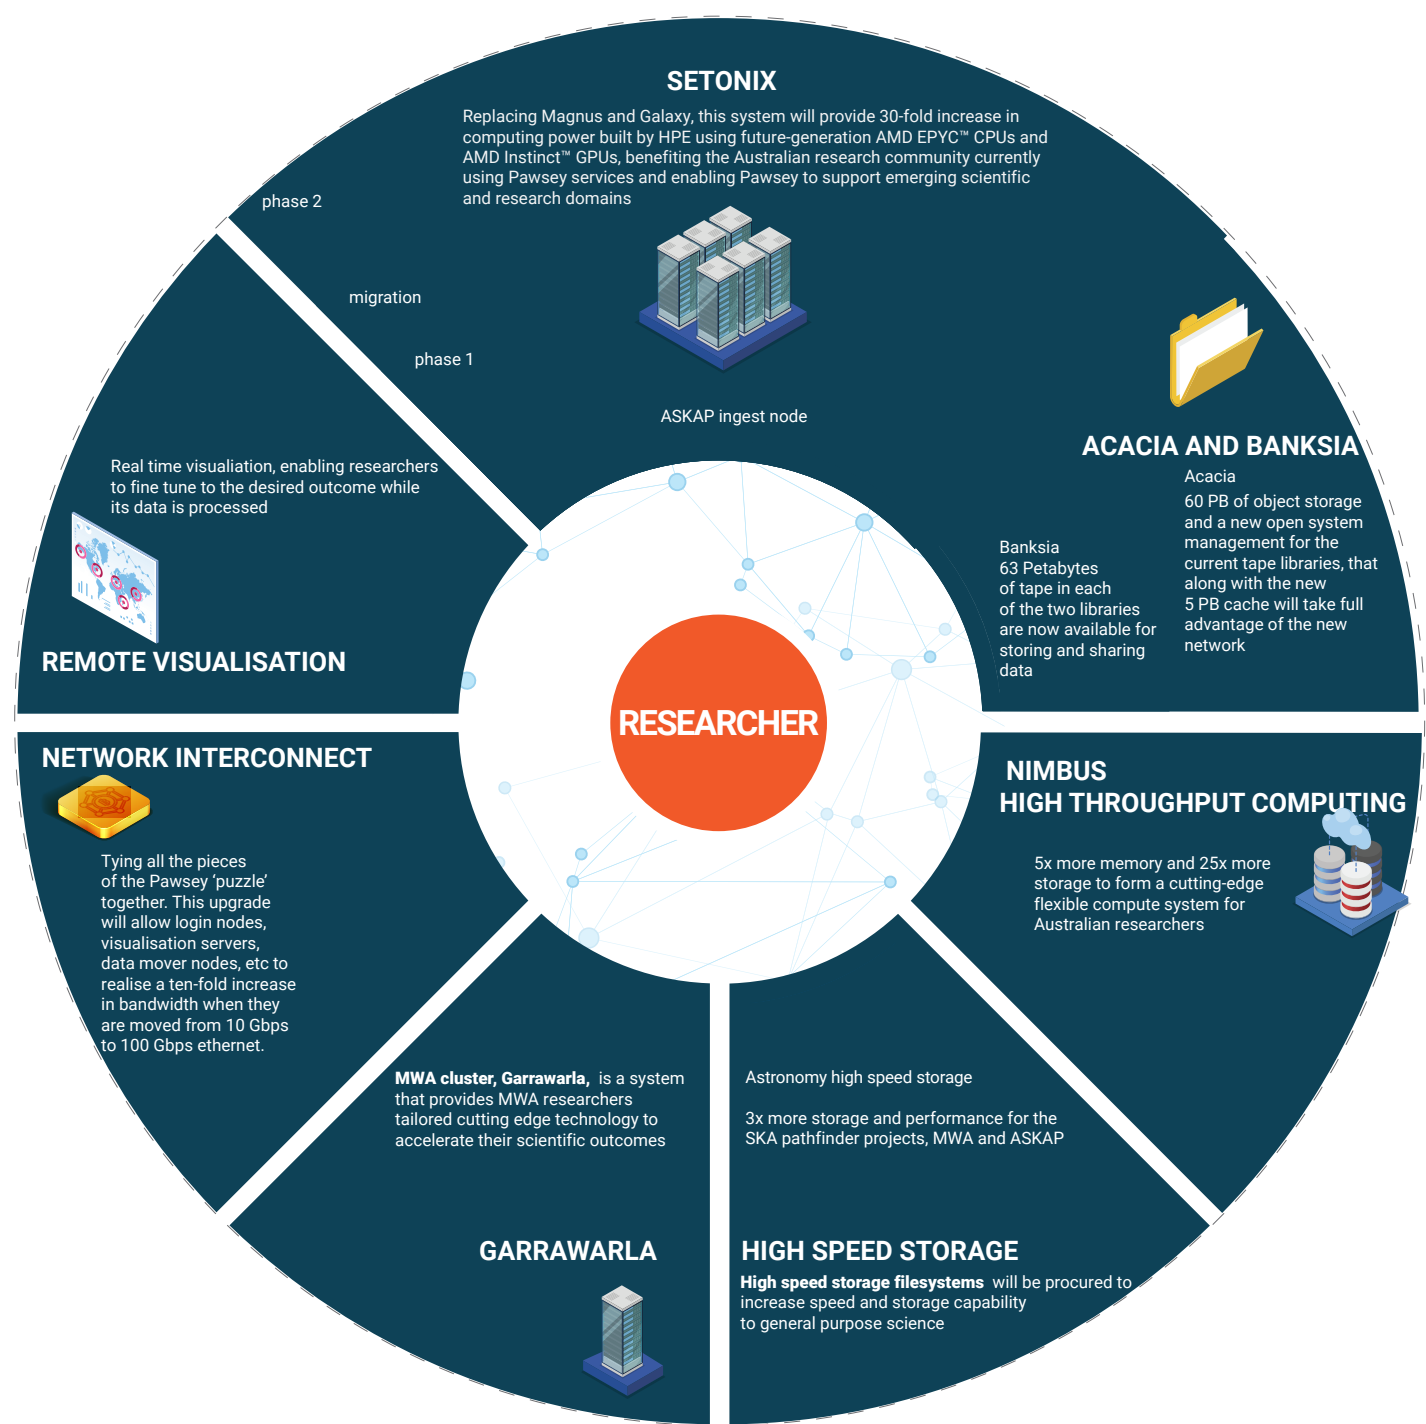 SETONIX
Replacing Magnus and Galaxy, this system will provide 30-fold increase in
computing power built by HPE using future-generation AMD EPYC™ CPUs and
AMD Instinct™ GPUs, benefiting the Australian research community currently
using Pawsey services and enabling Pawsey to support emerging scientific
and research domains
phase 2
migration
phase 1
ASKAP ingest node
ACACIA AND BANKSIA
Acacia
60 PB of object storage
and a new open system
management for the
current tape libraries, that
along with the new
5 PB cache will take full
advantage of the new
network
Banksia
63 Petabytes
of tape in each
of the two libraries
are now available for
storing and sharing
data
Real time visualiation, enabling researchers
to fine tune to the desired outcome while
its data is processed
REMOTE VISUALISATION
RESEARCHER
NETWORK INTERCONNECT
Tying all the pieces
of the Pawsey ‘puzzle’
together. This upgrade
will allow login nodes,
visualisation servers,
data mover nodes, etc to
realise a ten-fold increase
in bandwidth when they
are moved from 10 Gbps
to 100 Gbps ethernet.
NIMBUS
HIGH THROUGHPUT COMPUTING
5x more memory and 25x more
storage to form a cutting-edge
flexible compute system for
Australian researchers
MWA cluster, Garrawarla, is a system
that provides MWA researchers
tailored cutting edge technology to
accelerate their scientific outcomes
GARRAWARLA
Astronomy high speed storage
3x more storage and performance for the
SKA pathfinder projects, MWA and ASKAP
HIGH SPEED STORAGE
High speed storage filesystems will be procured to
increase speed and storage capability
to general purpose science